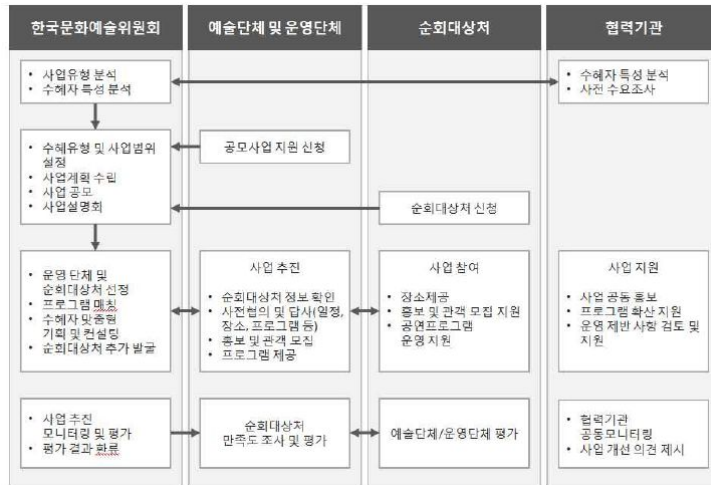 한국문화예술위원회
예술단체 및 운영단체
순회대상처
협력기관
• 사업유형 분석
• 수혜자 특성 분석
• 수혜자 특성 분석
• 사전 수요조사
• 수혜유형 및 사업범위
설정
• 사업계획 수립
• 사업 공모
• 사업설명회
공모사업 지원 신청
순회대상처 신청
• 운영 단체 및
순회대상처 선정
• 프로그램 매칭
• 수혜자 맞춤형
기획 및 컨설팅
• 순회대상처 추가 발굴
사업 추진
• 순회대상처 정보 확인
• 사전협의 및 답사(일정,
장소, 프로그램 등)
• 홍보 및 관객 모집
• 프로그램 제공
사업 참여
• 장소제공
• 홍보 및 관객 모집 지원
• 공연프로그램
운영 지원
사업 지원
• 사업 공동 홍보
• 프로그램 확산 지원
• 운영 제반 사항 검토 및
지원
• 사업 추진
모니터링 및 평가
• 평가 결과 환류
순회대상처
만족도 조사 및 평가
예술단체/운영단체 평가
• 협력기관
공동모니터링
• 사업 개선 의견 제시